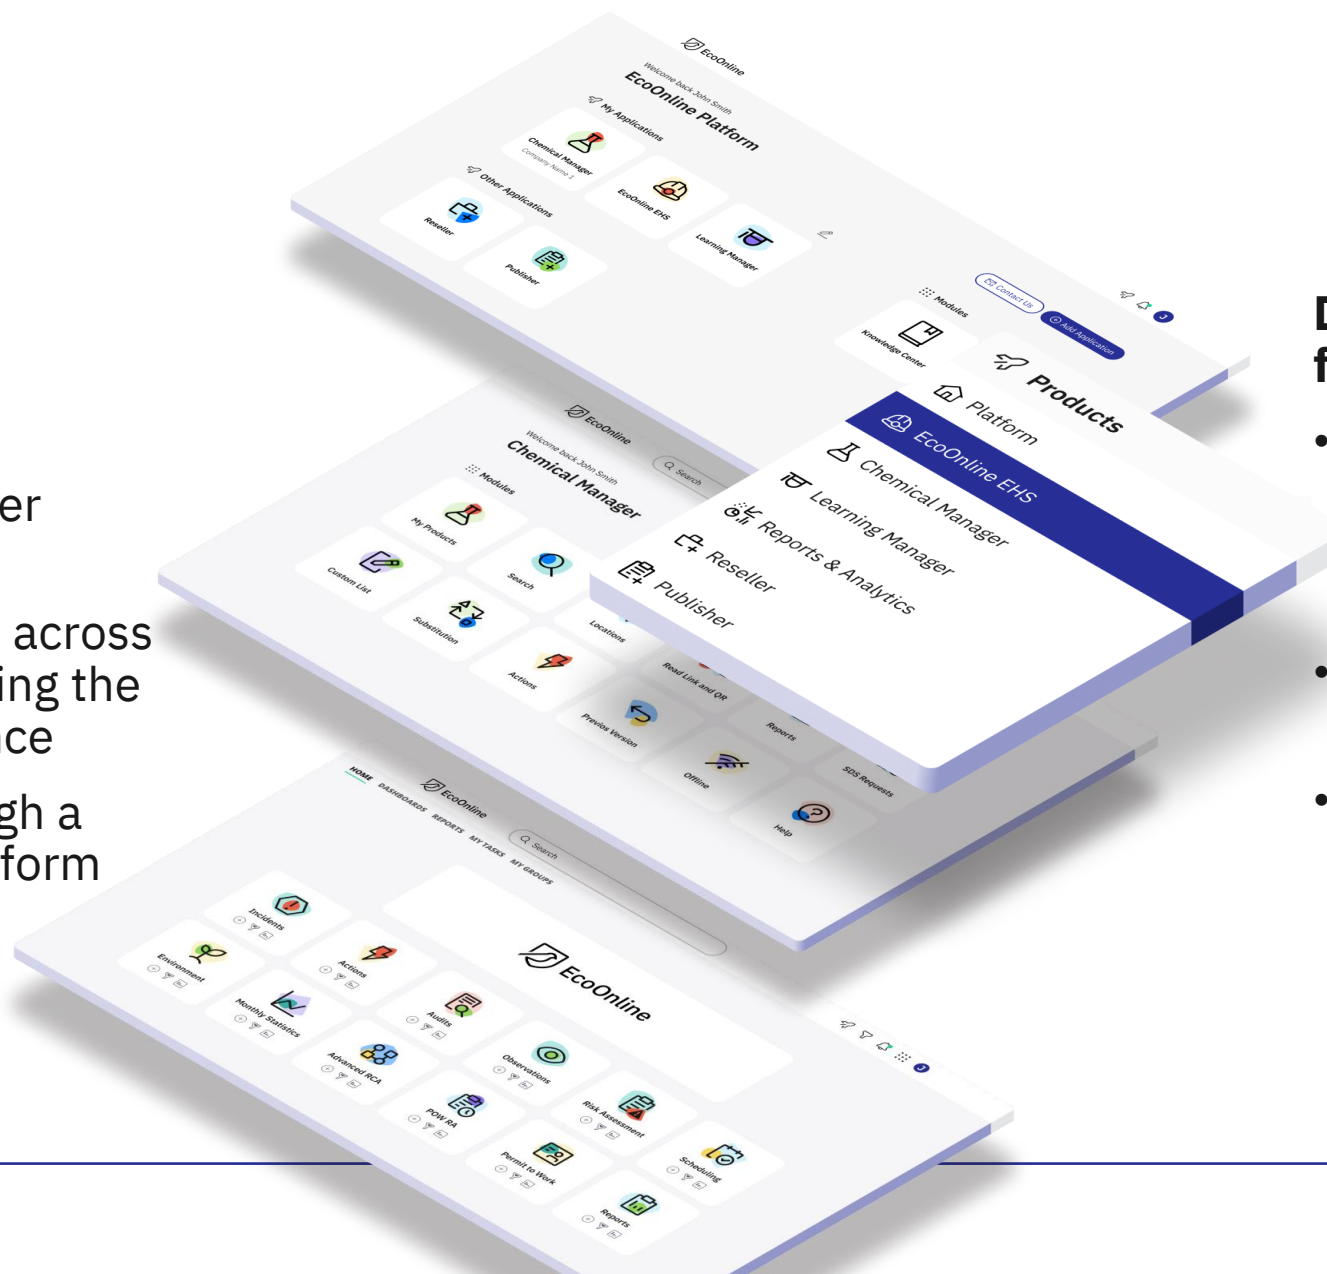 EcoOnline
Welcome back John Smith
EcoOnline Platform
My Applications
Chemical Manager
Company Name 1
EcoOnline EHS
Learning Manager
Other Applications
Reseller
Publisher
Contact Us
Add Application
J
Modules
Knowledge Center
Products
Platform
EcoOnline EHS
Chemical Manager
Learning Manager
Reports & Analytics
Reseller
Publisher
EcoOnline
Search
Welcome back John Smith
Chemical Manager
Modules
My Products
Search
Locations
Read Link and QR
Reports
SDS Requests
Custom List
Substitution
Actions
Previos Version
Offline
Help
er
across
ing the
nce
gh a
form
HOME DASHBOARDS REPORTS MY TASKS MY GROUPS
EcoOnline
Search
EcoOnline
J
Incidents
Actions
Audits
Observations
Risk Assessment
Scheduling
Environment
Monthly Statistics
Advanced RCA
POW RA
Permit to Work
Reports
D
f
•
•
•